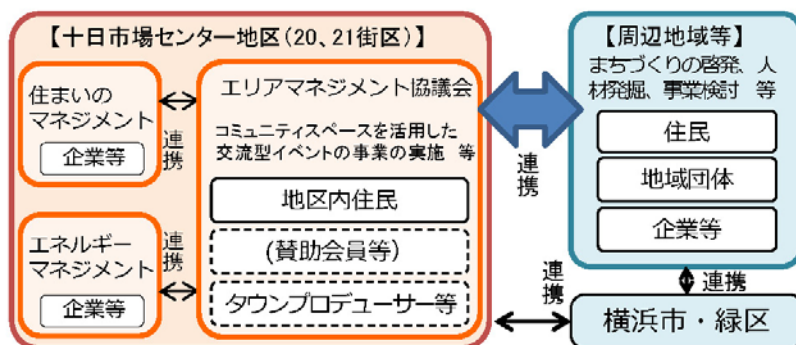 【十日市場センター地区(20、21街区)】
住まいの
マネジメント
企業等
連携
エネルギー
マネジメント
企業等
連携
エリアマネジメント協議会
コミュニティスペースを活用した
交流型イベントの事業の実施 等
地区内住民
(賛助会員等)
タウンプロデューサー等
連携
【周辺地域等】
まちづくりの啓発、人
材発掘、事業検討 等
住民
地域団体
企業等
連携
連携
横浜市・緑区